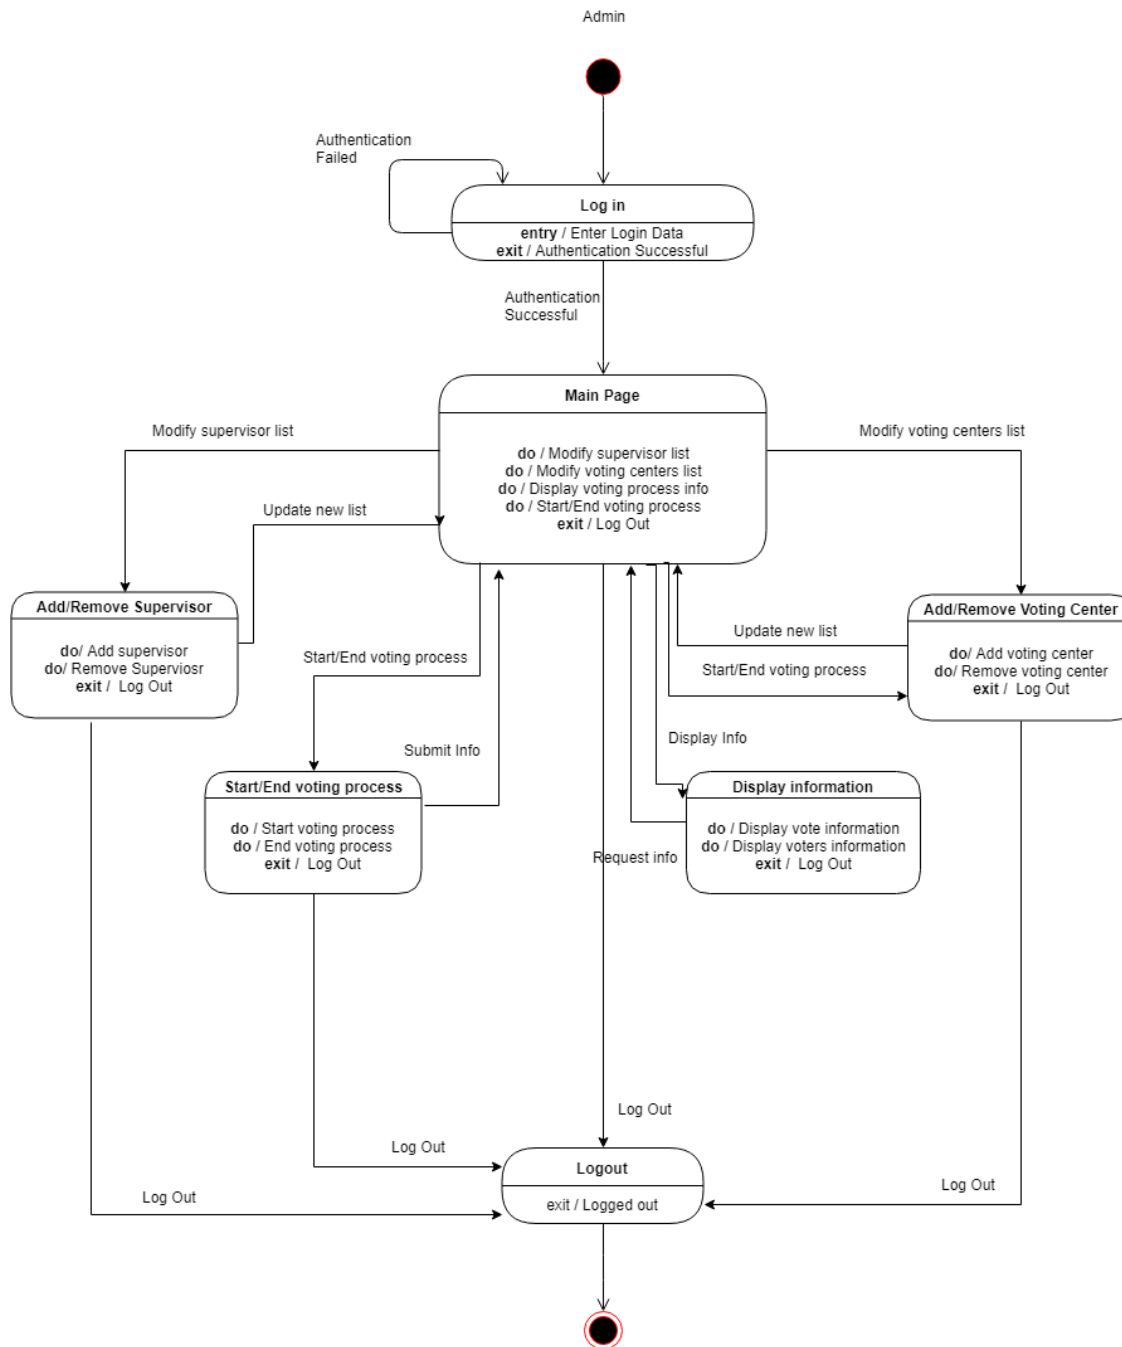 Admin
Authentication
Failed
Log in
entry / Enter Login Data
exit / Authentication Successful
Authentication
Successful
Main Page
do / Modify supervisor list
do / Modify voting centers list
do / Display voting process info
do / Start/End voting process
exit / Log Out
Modify supervisor list
Modify voting centers list
Update new list
Add/Remove Supervisor
do/ Add supervisor
do/ Remove Superviosr
exit / Log Out
Add/Remove Voting Center
do/ Add voting center
do/ Remove voting center
exit / Log Out
Update new list
Start/End voting process
Start/End voting process
Submit Info
Display Info
Start/End voting process
do / Start voting process
do / End voting process
exit / Log Out
Display information
do / Display vote information
do / Display voters information
exit / Log Out
Request info
Log Out
Log Out
Log Out
Log Out
Logout
exit / Logged out